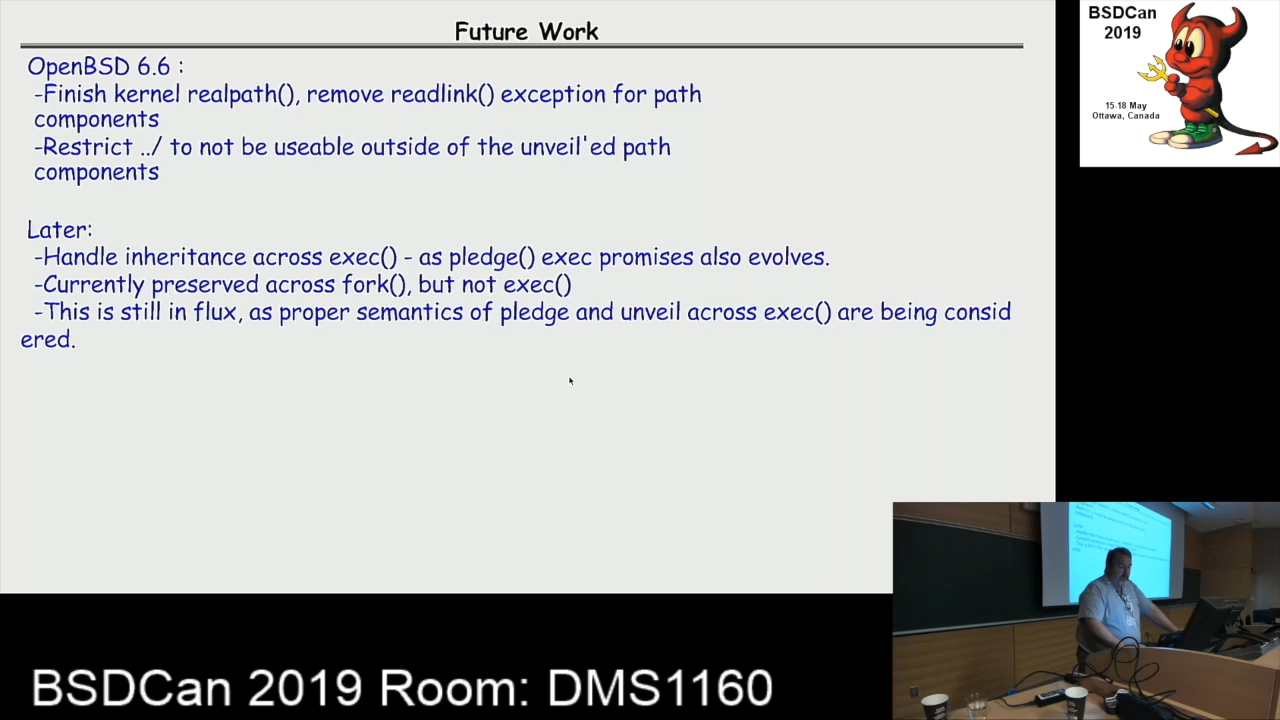 Future Work
OpenBSD 6.6 :
-Finish kernel realpath(), remove readlink() exception for path
components
-Restrict ../ to not be useable outside of the unveil'ed path
components
Later:
-Handle inheritance across exec() - as pledge() exec promises also evolves.
-Currently preserved across fork(), but not exec()
-This is still in flux, as proper semantics of pledge and unveil across exec() are being consid
ered.
BSDCan
2019
15-18 May
Ottawa, Canada
BSDCan 2019 Room: DMS1160